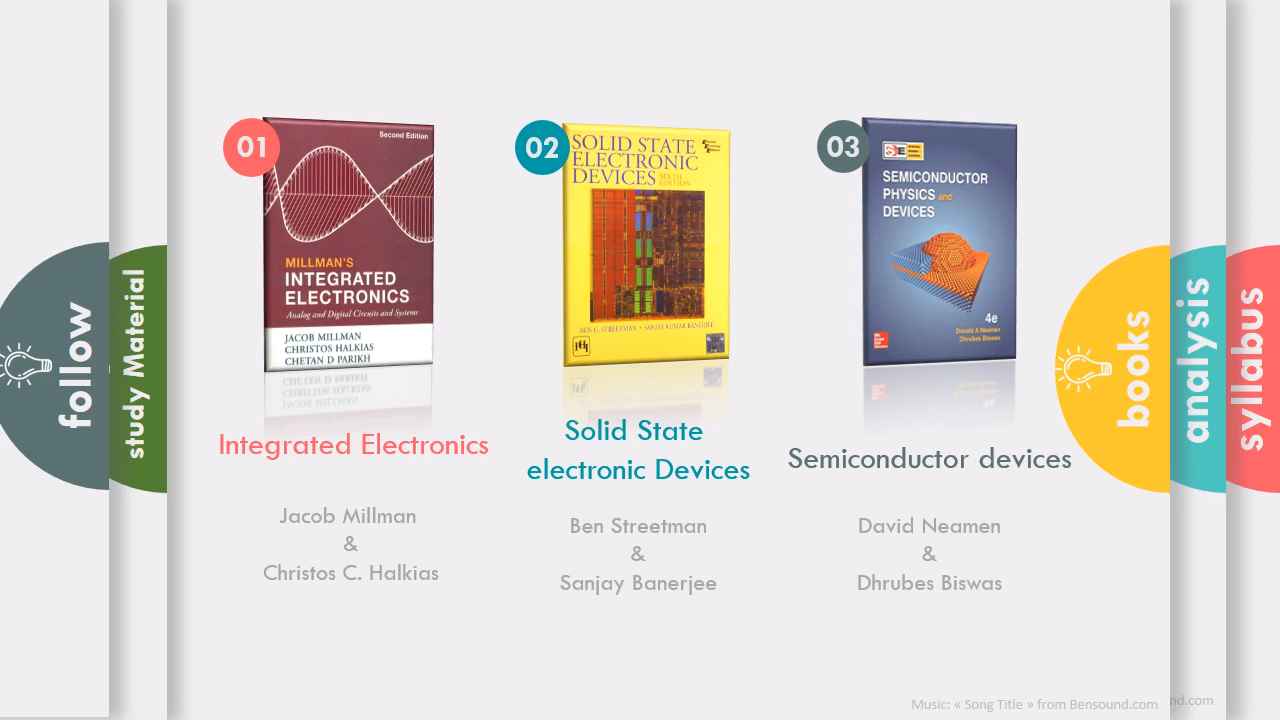 follow
study Material
01
Second Edition
MILLMAN'S
INTEGRATED
ELECTRONICS
Analog and Digital Circuits and Systems
JACOB MILLMAN
CHRISTOS HALKIAS
CHETAN D PARIKH
Integrated Electronics
Jacob Millman
&
Christos C. Halkias
02
SOLID STATE
ELECTRONIC
DEVICES SIXTH
EDITION
BEN G. STREETMAN • SANJAY KUMAR BANERJEE
PHI
Solid State
electronic Devices
Ben Streetman
&
Sanjay Banerjee
03
SEMICONDUCTOR
PHYSICS and
DEVICES
4e
Donald A Neamen
Dhrubes Biswas
Semiconductor devices
David Neamen
&
Dhrubes Biswas
books
analysis
syllabus
Music: « Song Title » from Bensound.com
nd.com